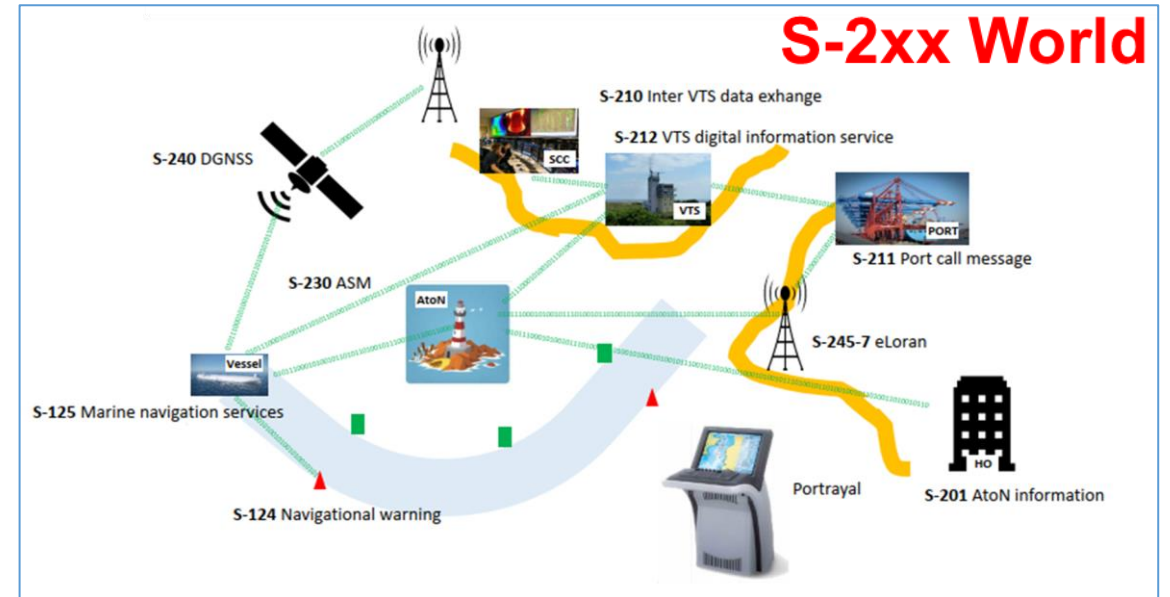 S-2xx World
S-210 Inter VTS data exhange
S-212 VTS digital information service
S-240 DGNSS
SCC
VTS
PORT
S-211 Port call message
S-230 ASM
AtoN
S-245-7 eLoran
Vessel
S-125 Marine navigation services
HO
Portrayal
S-201 AtoN information
S-124 Navigational warning